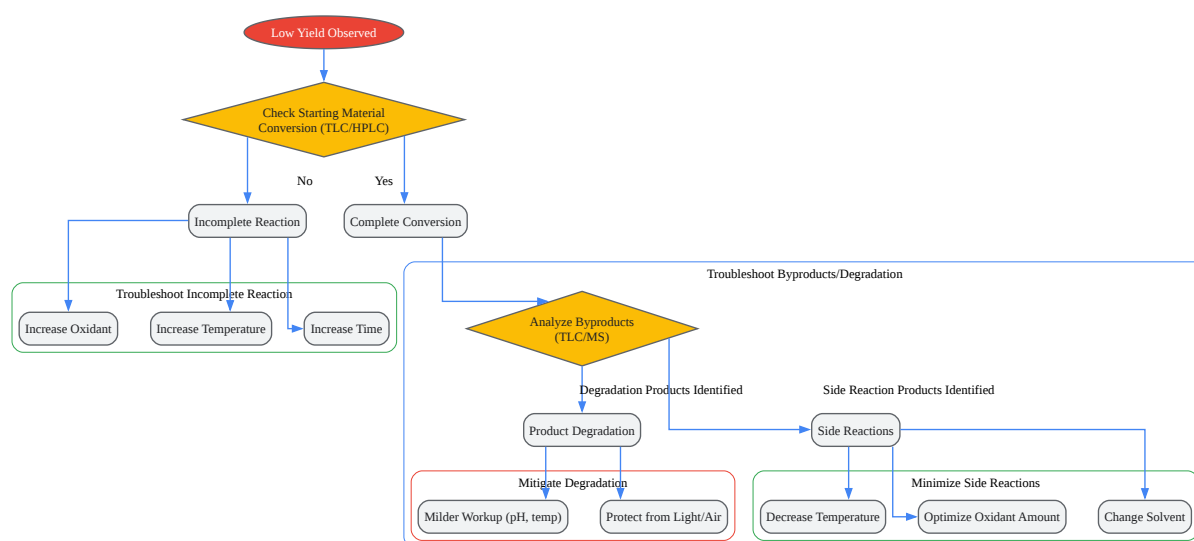 Low Yield Observed
Check Starting Material
Conversion (TLC/HPLC)
No
Yes
Incomplete Reaction
Complete Conversion
Troubleshoot Byproducts/Degradation
Troubleshoot Incomplete Reaction
Increase Oxidant
Increase Temperature
Increase Time
Analyze Byproducts
(TLC/MS)
Degradation Products Identified
Side Reaction Products Identified
Product Degradation
Side Reactions
Mitigate Degradation
Minimize Side Reactions
Milder Workup (pH, temp)
Protect from Light/Air
Decrease Temperature
Optimize Oxidant Amount
Change Solvent